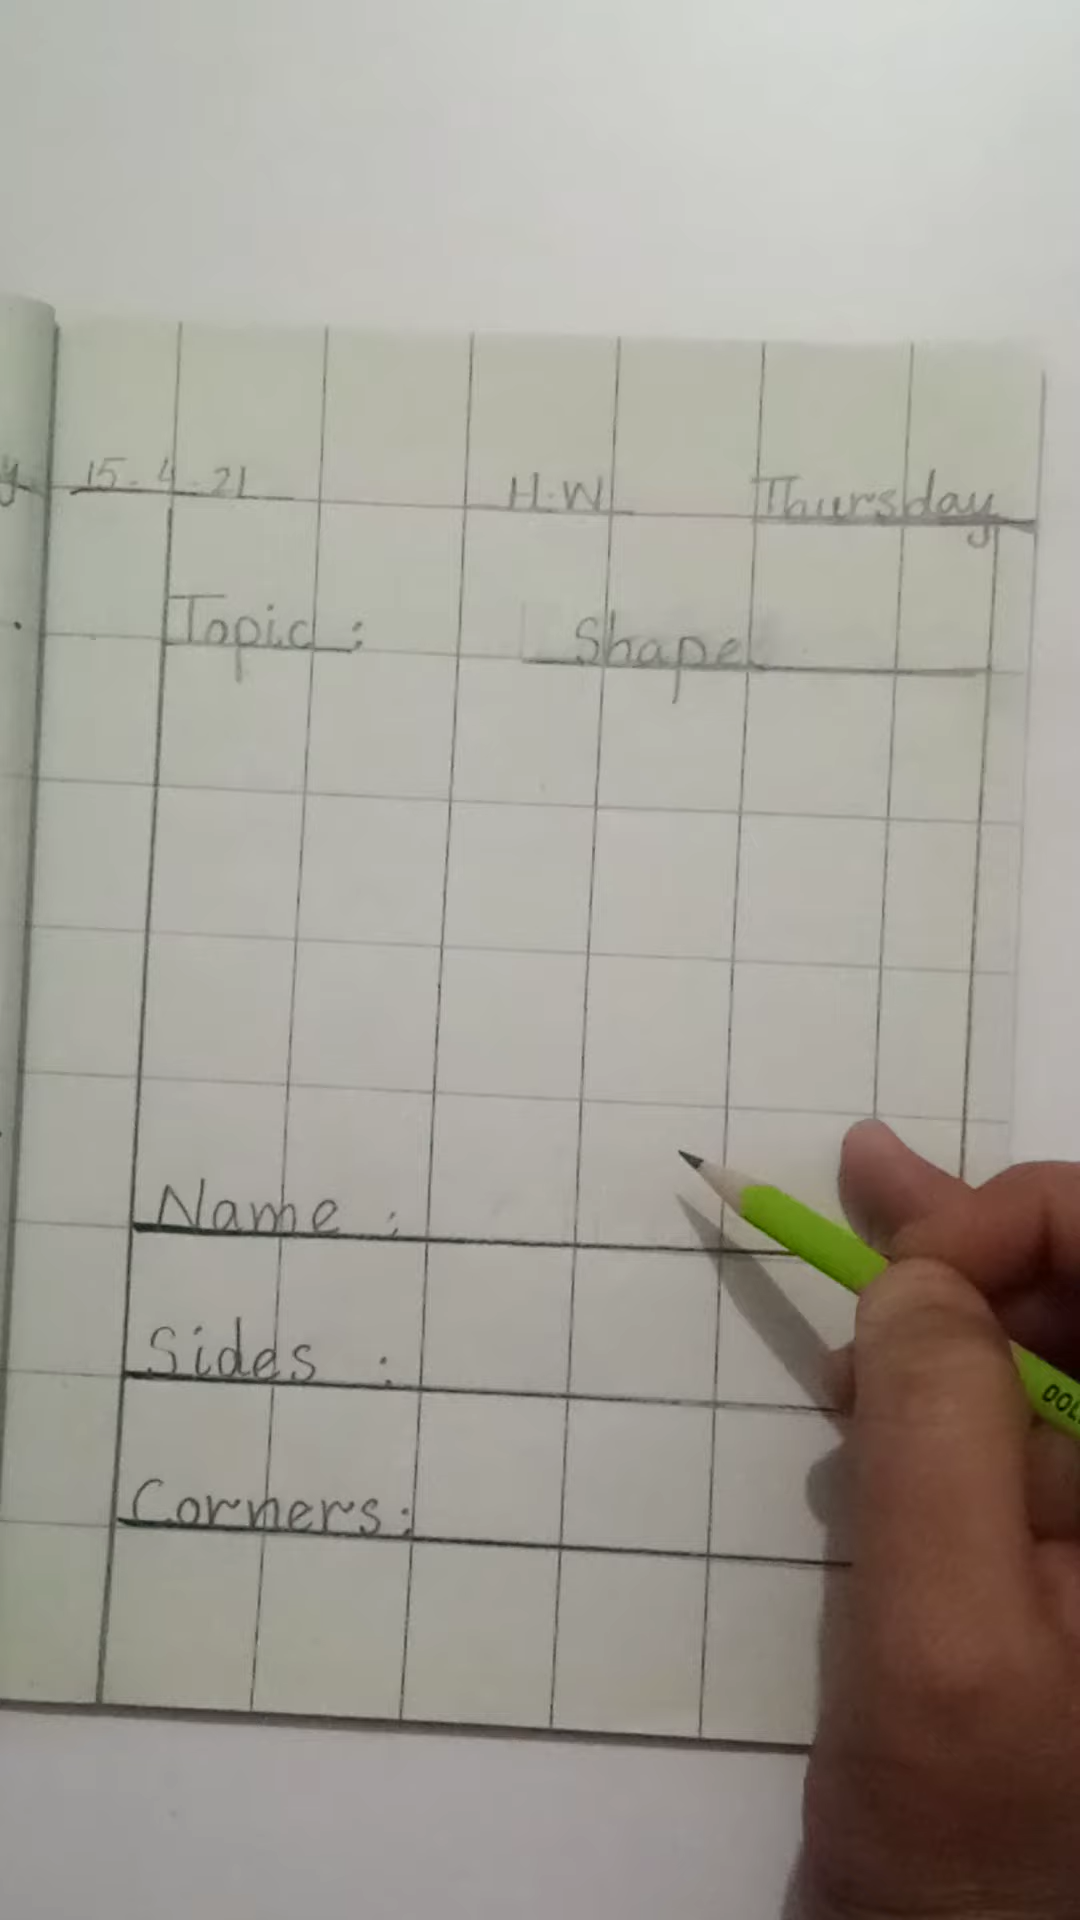 15.4.21 H.W Thursday
Topic: Shape
Name :
Sides :
Corners: